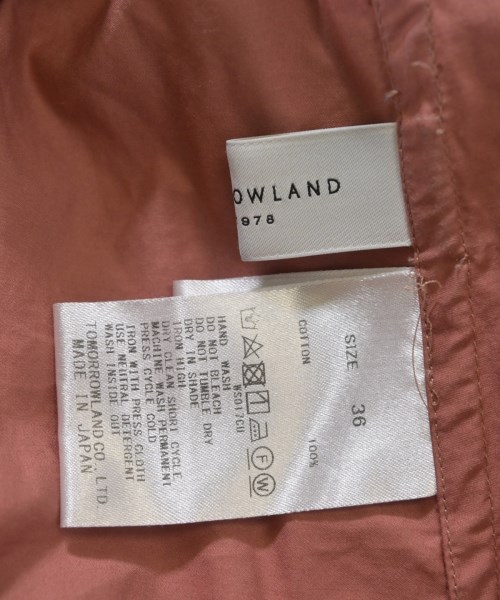 OWLAND
1978
SIZE 36
COTTON 100%
WS017CU
HAND WASH
DO NOT BLEACH
DO NOT TUMBLE DRY
DRY IN SHADE
IRON HIGH
DRY CLEAN SHORT CYCLE
MACHINE WASH PERMANENT
PRESS CYCLE COLD
IRON WITH PRESS CLOTH
USE NEUTRAL DETERGENT
WASH INSIDE OUT
TOMORROWLAND CO., LTD
MADE IN JAPAN